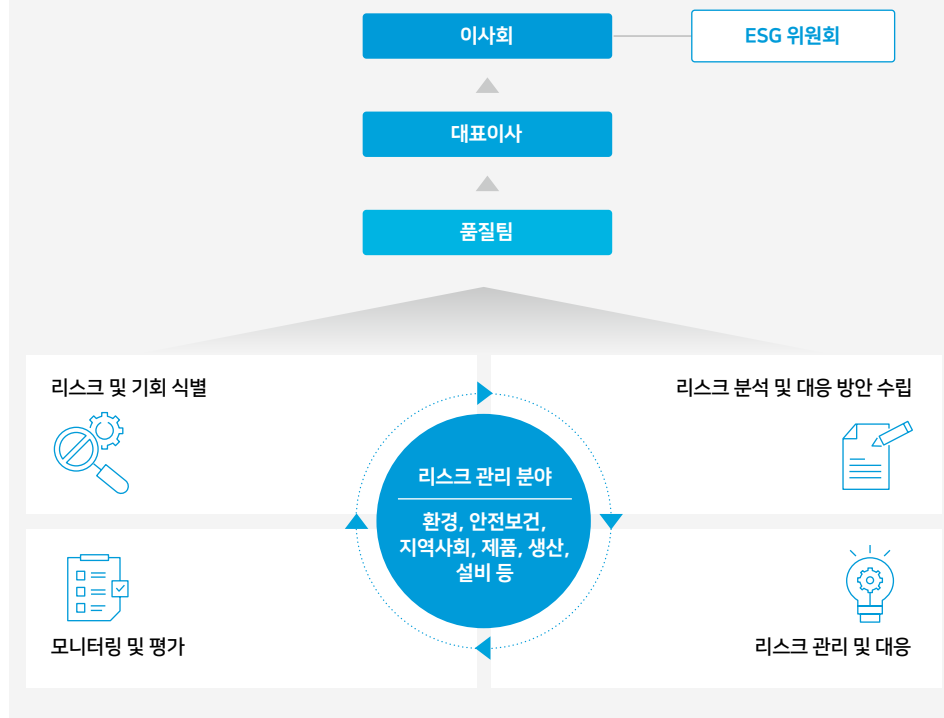 이사회
ESG 위원회
대표이사
품질팀
리스크 및 기회 식별
리스크 분석 및 대응 방안 수립
리스크 관리 분야
환경, 안전보건,
지역사회, 제품, 생산,
설비 등
모니터링 및 평가
리스크 관리 및 대응